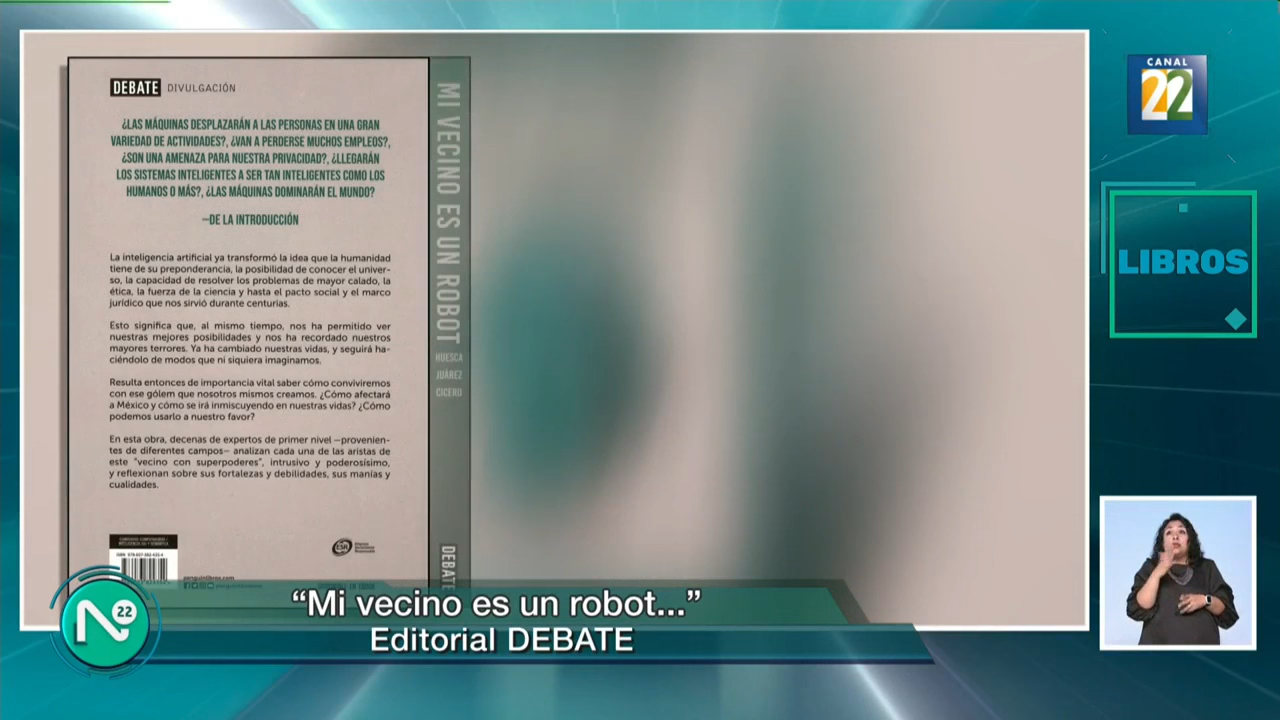 DEBATE DIVULGACIÓN
¿LAS MÁQUINAS DESPLAZARÁN A LAS PERSONAS EN UNA GRAN
VARIEDAD DE ACTIVIDADES?, ¿VAN A PERDERSE MUCHOS EMPLEOS?,
¿SON UNA AMENAZA PARA NUESTRA PRIVACIDAD?, ¿LLEGARÁN
LOS SISTEMAS INTELIGENTES A SER TAN INTELIGENTES COMO LOS
HUMANOS O MÁS?, ¿LAS MÁQUINAS DOMINARÁN EL MUNDO?
—DE LA INTRODUCCIÓN
La inteligencia artificial ya transformó la idea que la humanidad
tiene de su preponderancia, la posibilidad de conocer el univer-
so, la capacidad de resolver los problemas de mayor calado, la
ética, la fuerza de la ciencia y hasta el pacto social y el marco
jurídico que nos sirvió durante centurias.
Esto significa que, al mismo tiempo, nos ha permitido ver
nuestras mejores posibilidades y nos ha recordado nuestros
mayores terrores. Ya ha cambiado nuestras vidas, y seguirá ha-
ciéndolo de modos que ni siquiera imaginamos.
Resulta entonces de importancia vital saber cómo conviviremos
con ese gólem que nosotros mismos creamos. ¿Cómo afectará
a México y cómo se irá inmiscuyendo en nuestras vidas? ¿Cómo
podemos usarlo a nuestro favor?
En esta obra, decenas de expertos de primer nivel —provenien-
tes de diferentes campos— analizan cada una de las aristas de
este "vecino con superpoderes", intrusivo y poderosísimo,
y reflexionan sobre sus fortalezas y debilidades, sus manías y
cualidades.
ESR
penguinlibros.com
MI VECINO ES UN ROBOT
HUESCA
JUÁREZ
CICERO
DEBATE
CANAL
22
LIBROS
N22
“Mi vecino es un robot...”
Editorial DEBATE